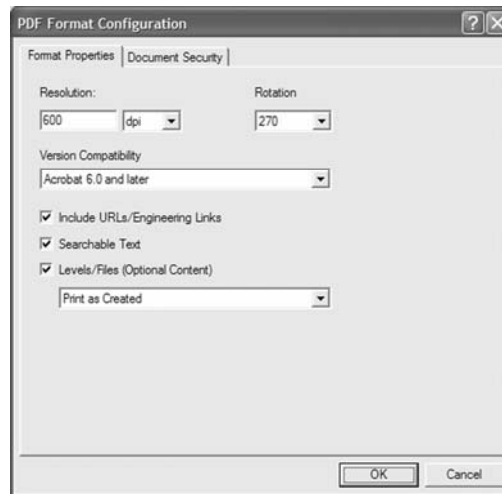 PDF Format Configuration
Format Properties Document Security
Resolution: Rotation
600 dpi 270
Version Compatibility
Acrobat 6.0 and later
Include URLs/Engineering Links
Searchable Text
Levels/Files (Optional Content)
Print as Created
OK Cancel